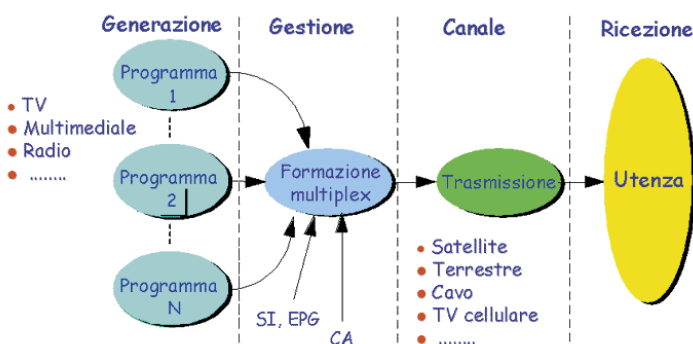 Generazione
Gestione
Canale
Ricezione
Programma
1
• TV
• Multimediale
• Radio
• ........
Programma
2
Formazione
multiplex
Trasmissione
Utenza
Programma
N
SI, EPG
CA
• Satellite
• Terrestre
• Cavo
• TV cellulare
• ........